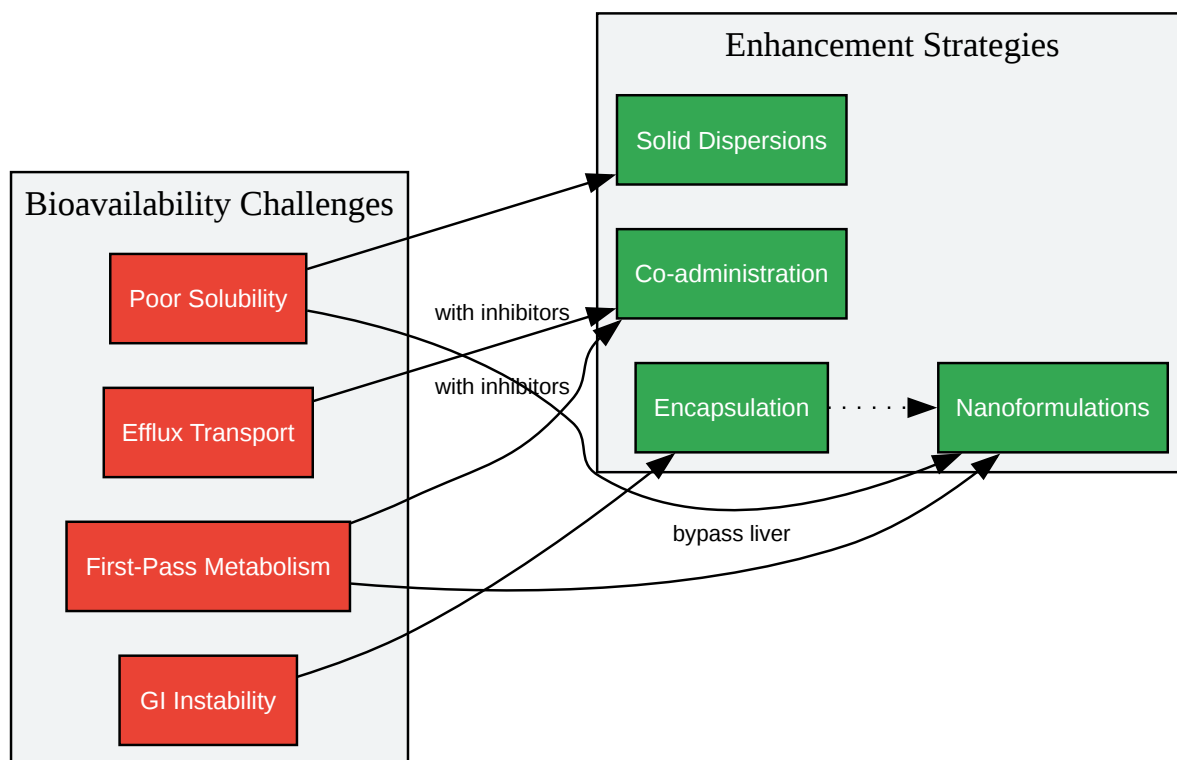 Enhancement Strategies
Solid Dispersions
Bioavailability Challenges
Poor Solubility
Co-administration
with inhibitors
with inhibitors
Efflux Transport
Encapsulation
Nanoformulations
bypass liver
First-Pass Metabolism
GI Instability